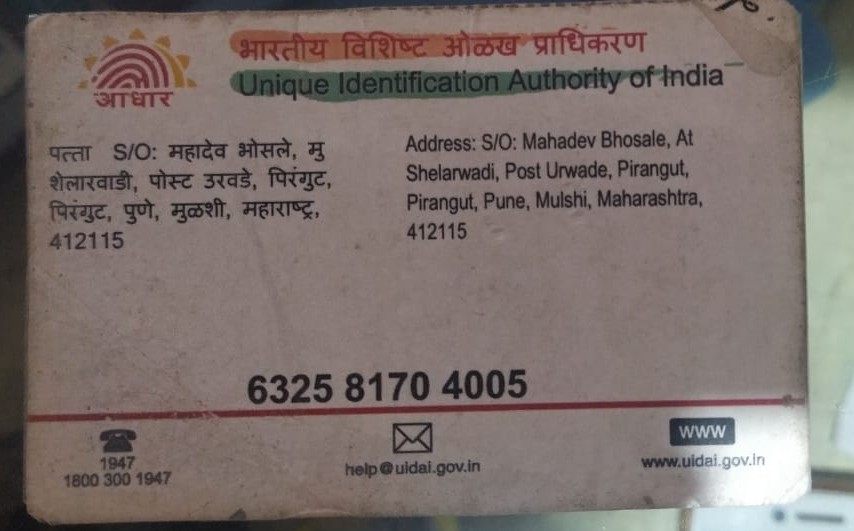 भारतीय विशिष्ट ओळख प्राधिकरण
Unique Identification Authority of India
आधार
पत्ता S/O: महादेव भोसले, मु
शेलारवाडी, पोस्ट उरवडे, पिरंगुट,
पिरंगुट, पुणे, मुळशी, महाराष्ट्र,
412115
Address: S/O: Mahadev Bhosale, At
Shelarwadi, Post Urwade, Pirangut,
Pirangut, Pune, Mulshi, Maharashtra,
412115
6325 8170 4005
1947
1800 300 1947
help@uidai.gov.in
www
www.uidai.gov.in